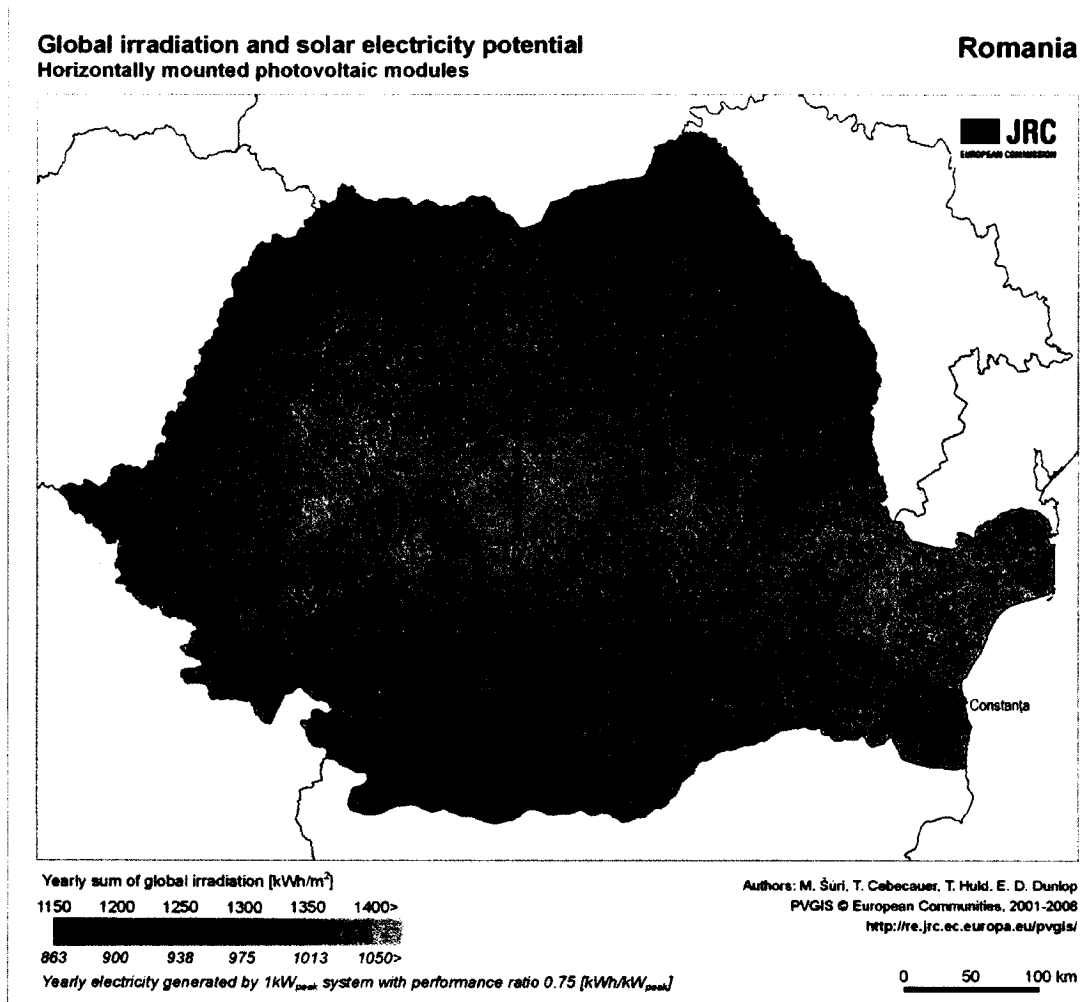 Global irradiation and solar electricity potential
Horizontally mounted photovoltaic modules
Romania
JRC
EUROPEAN COMMISSION
Constanţa
Yearly sum of global irradiation [kWh/m²]
1150 1200 1250 1300 1350 1400>
863 900 938 975 1013 1050>
Yearly electricity generated by 1kWpeak system with performance ratio 0.75 [kWh/kWpeak]
Authors: M. Šúri, T. Cebecauer, T. Huld, E. D. Dunlop
PVGIS © European Communities, 2001-2008
http://re.jrc.ec.europa.eu/pvgis/
0 50 100 km